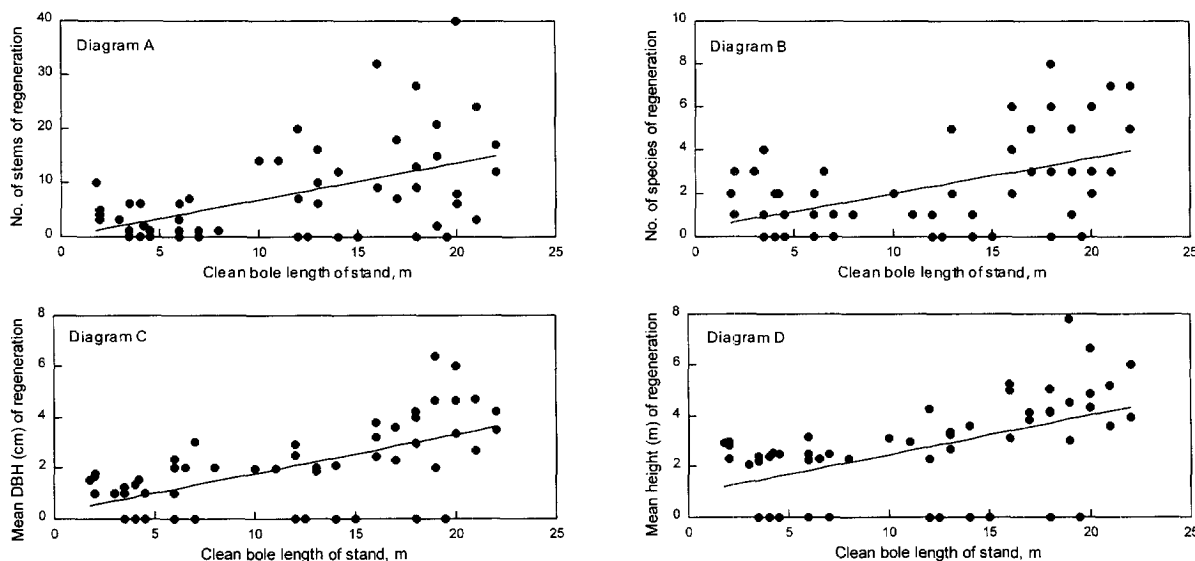 Diagram A
No. of stems of regeneration
40
30
20
10
0
0 5 10 15 20 25
Clean bole length of stand, m
Diagram B
No. of species of regeneration
10
8
6
4
2
0
0 5 10 15 20 25
Clean bole length of stand, m
Diagram C
Mean DBH (cm) of regeneration
8
6
4
2
0
0 5 10 15 20 25
Clean bole length of stand, m
Diagram D
Mean height (m) of regeneration
8
6
4
2
0
0 5 10 15 20 25
Clean bole length of stand, m